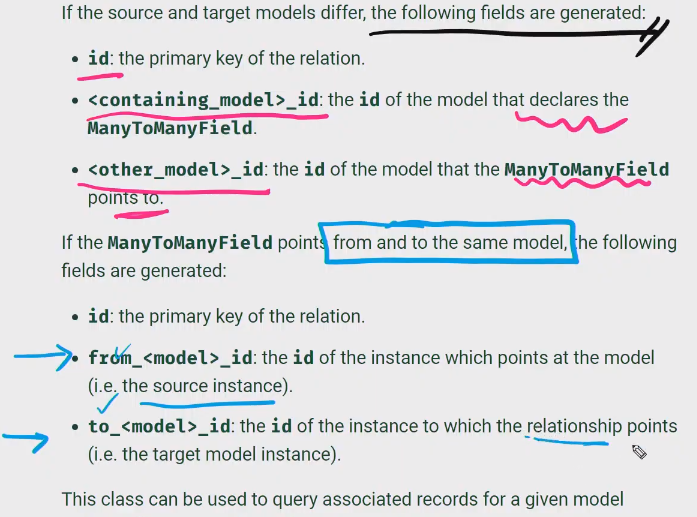 If the source and target models differ, the following fields are generated:
• id: the primary key of the relation.
• <containing_model>_id: the id of the model that declares the
ManyToManyField.
• <other_model>_id: the id of the model that the ManyToManyField
points to.
If the ManyToManyField points from and to the same model, the following
fields are generated:
• id: the primary key of the relation.
• from_<model>_id: the id of the instance which points at the model
(i.e. the source instance).
• to_<model>_id: the id of the instance to which the relationship points
(i.e. the target model instance).
This class can be used to query associated records for a given model